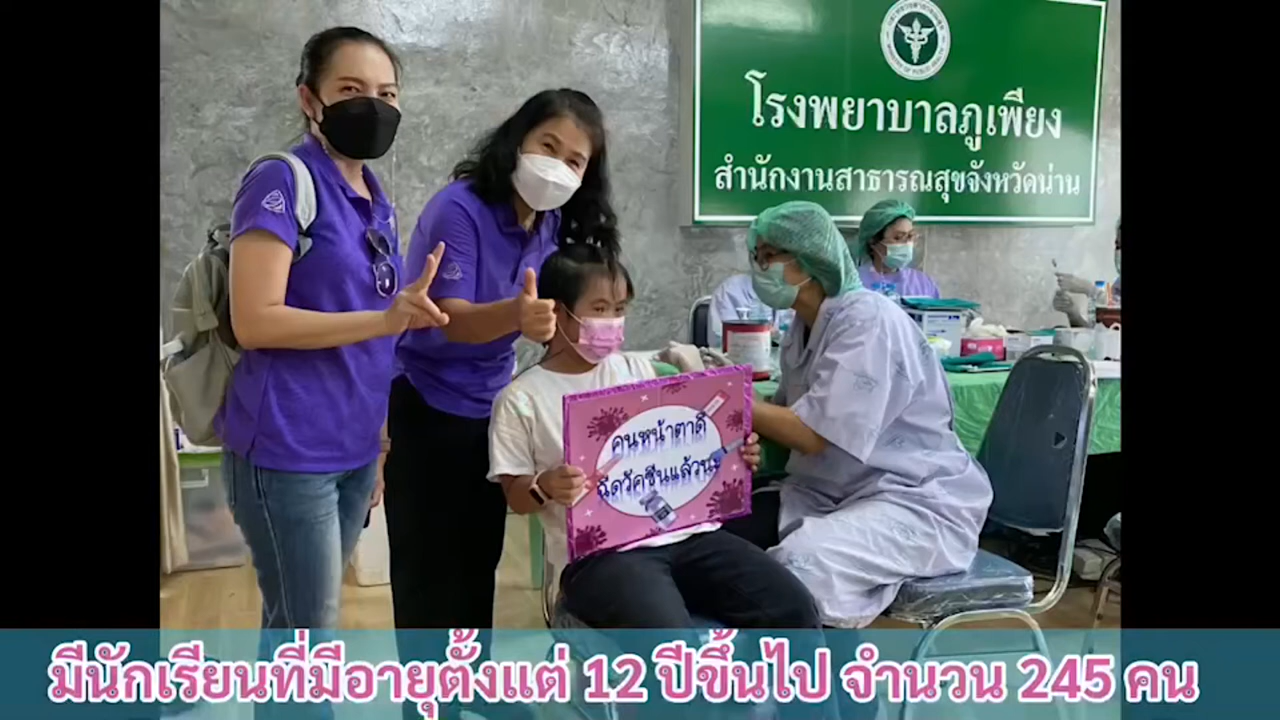 โรงพยาบาลภูเพียง
สำนักงานสาธารณสุขจังหวัดน่าน
คนหน้าตาดี
ฉีดวัคซีนแล้วนะ
มีนักเรียนที่มีอายุตั้งแต่ 12 ปีขึ้นไป จำนวน 245 คน